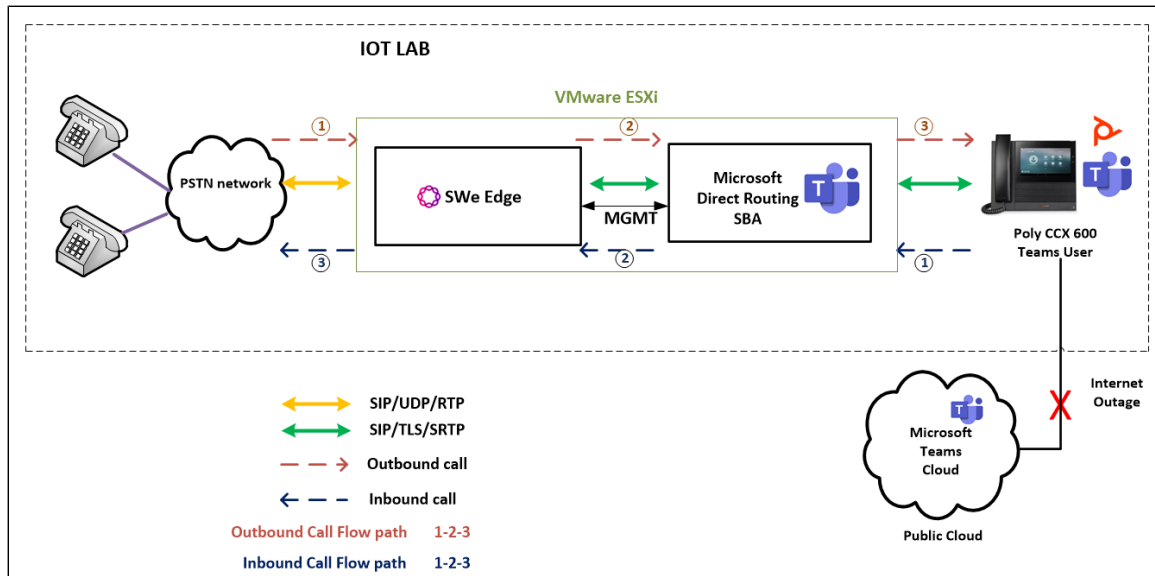 IOT LAB
VMware ESXi
1
2
3
PSTN network
SWe Edge
MGMT
Microsoft
Direct Routing
SBA
T
T
Poly CCX 600
Teams User
3
2
1
Internet
Outage
X
T
Microsoft
Teams
Cloud
Public Cloud
SIP/UDP/RTP
SIP/TLS/SRTP
Outbound call
Inbound call
Outbound Call Flow path 1-2-3
Inbound Call Flow path 1-2-3